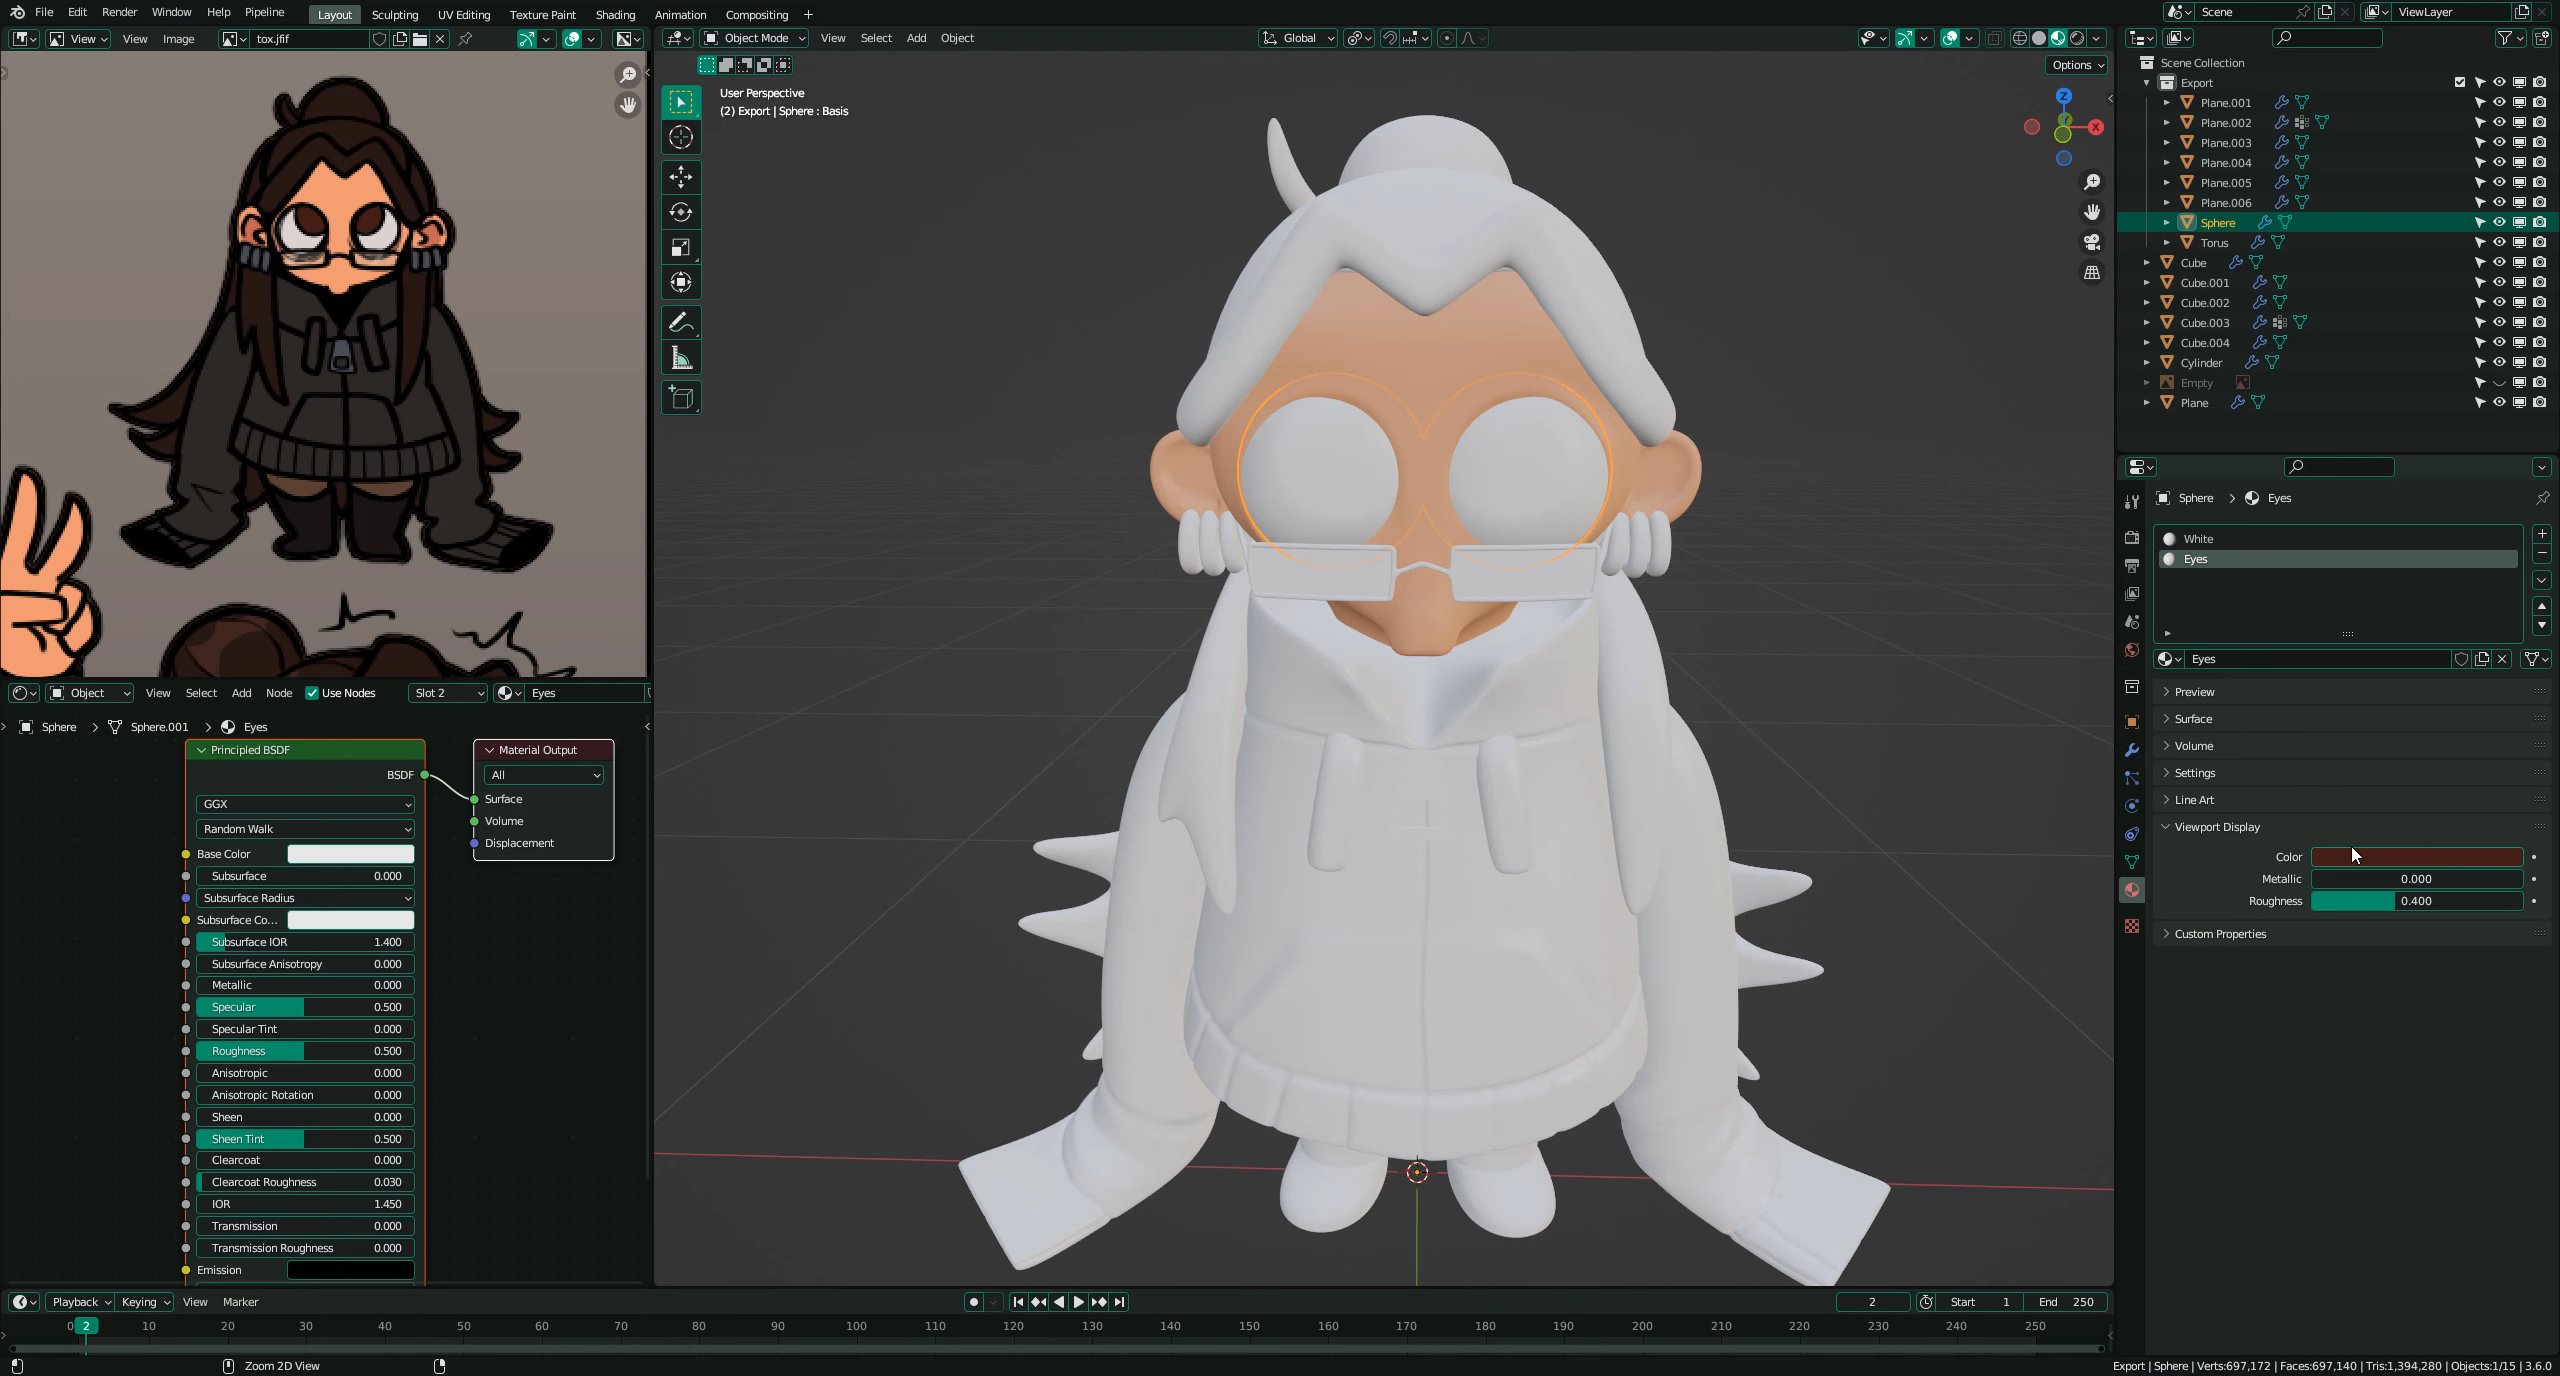 File Edit Render Window Help Pipeline Layout Sculpting UV Editing Texture Paint Shading Animation Compositing + Scene ViewLayer
View View Image tox.jfif Object Mode View Select Add Object Global
Options
User Perspective
(2) Export | Sphere : Basis
Z
Y
X
Scene Collection
Export
Plane.001
Plane.002
Plane.003
Plane.004
Plane.005
Plane.006
Sphere
Torus
Cube
Cube.001
Cube.002
Cube.003
Cube.004
Cylinder
Empty
Plane
Sphere > Eyes
White
Eyes
Eyes
Preview
Surface
Volume
Settings
Line Art
Viewport Display
Color
Metallic 0.000
Roughness 0.400
Custom Properties
Object View Select Add Node Use Nodes Slot 2 Eyes
Sphere > Sphere.001 > Eyes
Principled BSDF
BSDF
GGX
Random Walk
Base Color
Subsurface 0.000
Subsurface Radius
Subsurface Co...
Subsurface IOR 1.400
Subsurface Anisotropy 0.000
Metallic 0.000
Specular 0.500
Specular Tint 0.000
Roughness 0.500
Anisotropic 0.000
Anisotropic Rotation 0.000
Sheen 0.000
Sheen Tint 0.500
Clearcoat 0.000
Clearcoat Roughness 0.030
IOR 1.450
Transmission 0.000
Transmission Roughness 0.000
Emission
Material Output
All
Surface
Volume
Displacement
Playback Keying View Marker 2 Start 1 End 250
0 2 10 20 30 40 50 60 70 80 90 100 110 120 130 140 150 160 170 180 190 200 210 220 230 240 250
Zoom 2D View
Export | Sphere | Verts:697,172 | Faces:697,140 | Tris:1,394,280 | Objects:1/15 | 3.6.0